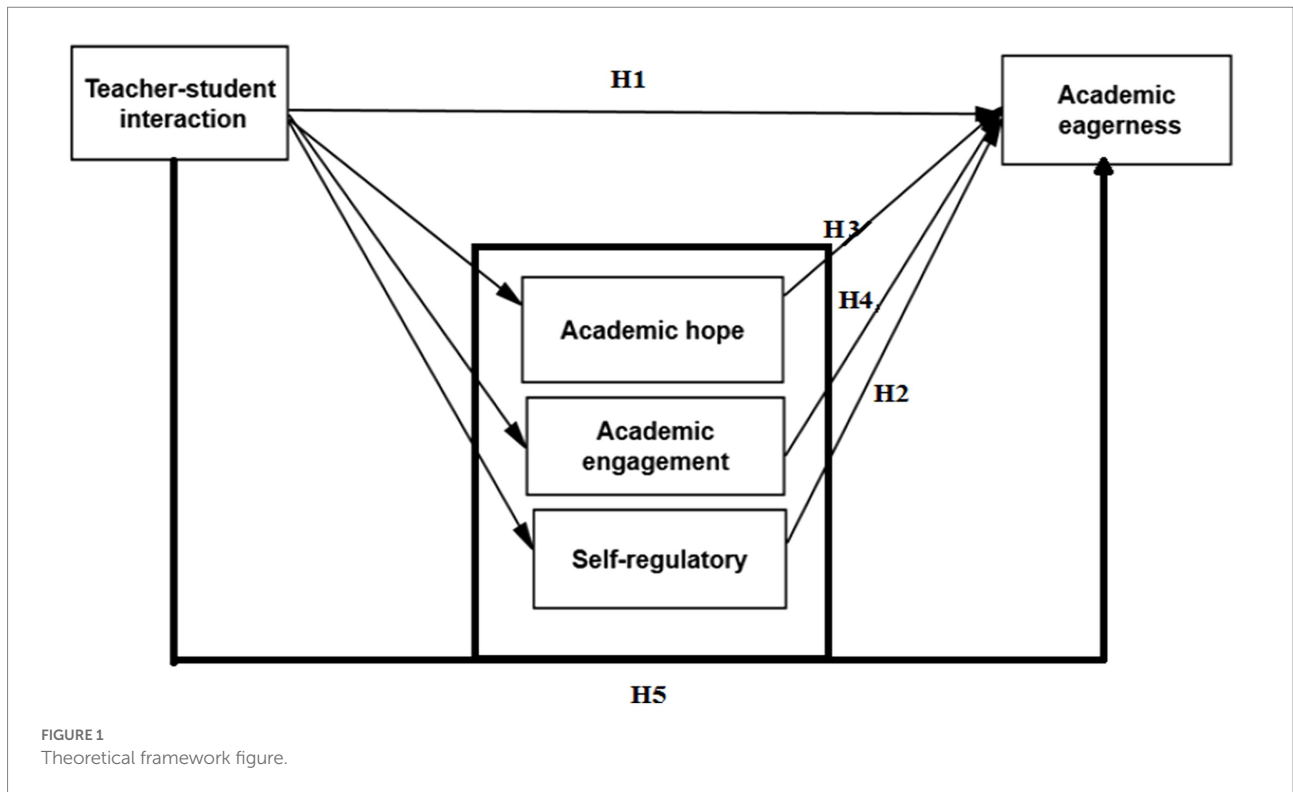 Teacher-student
interaction
H1
Academic
eagerness
H3
Academic hope
H4
Academic
engagement
H2
Self-regulatory
H5
FIGURE 1
Theoretical framework figure.